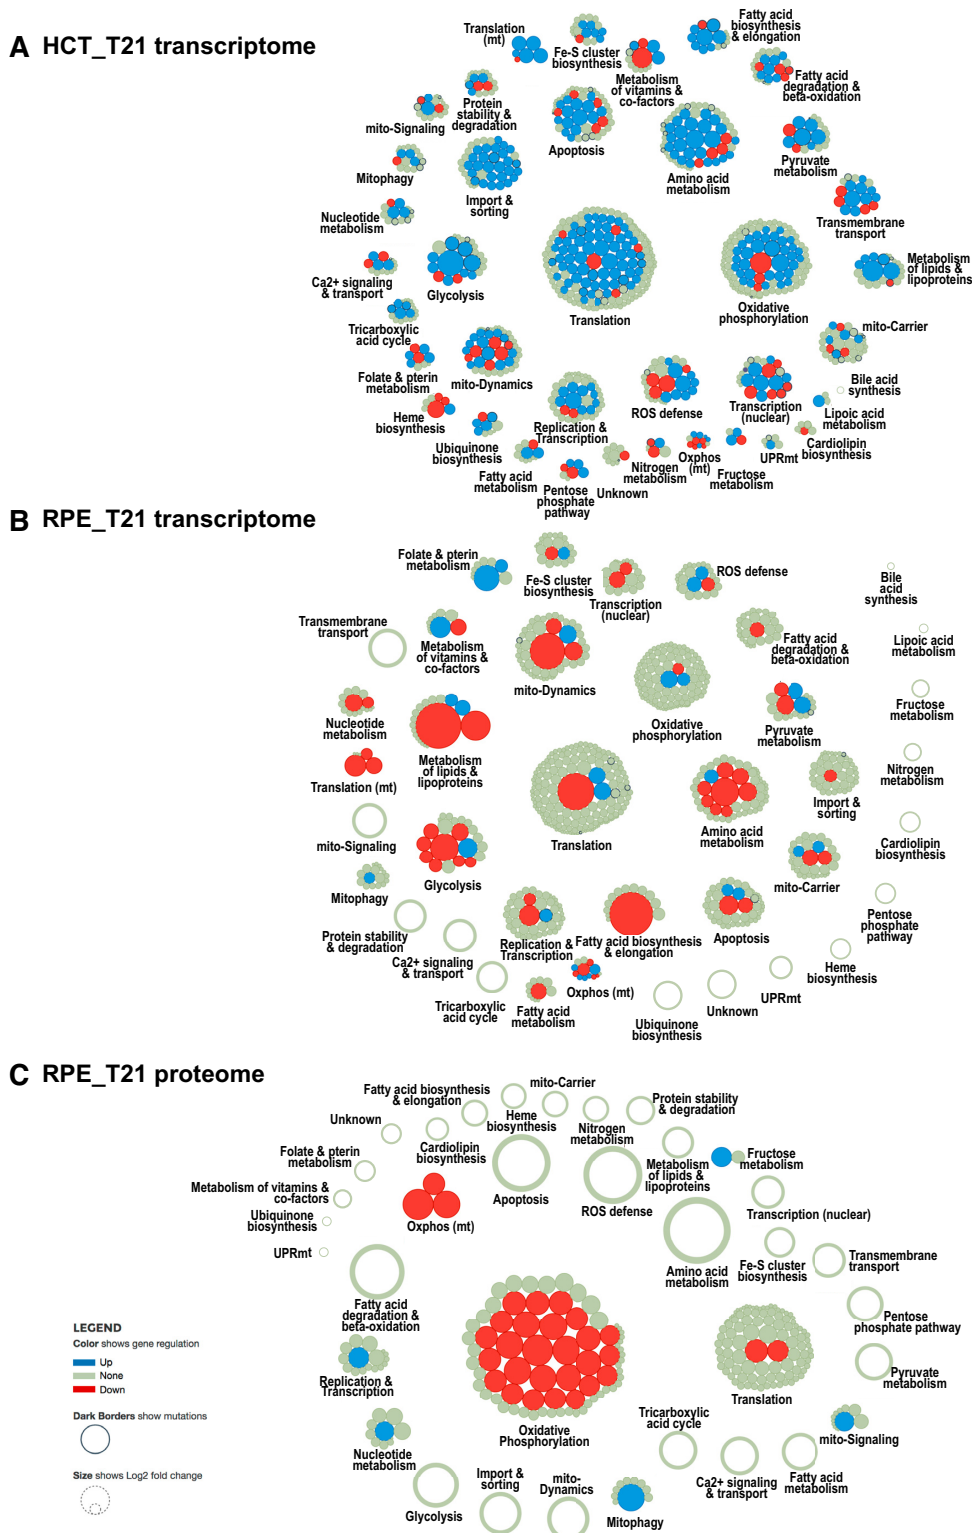 A HCT_T21 transcriptome
Translation
(mt)
Fe-S cluster
biosynthesis
Metabolism
of vitamins &
co-factors
Fatty acid
biosynthesis
& elongation
Fatty acid
degradation &
beta-oxidation
Protein
stability &
degradation
mito-Signaling
Apoptosis
Amino acid
metabolism
Pyruvate
metabolism
Mitophagy
Import &
sorting
Transmembrane
transport
Nucleotide
metabolism
Ca2+ signaling
& transport
Glycolysis
Translation
Oxidative
phosphorylation
Metabolism
of lipids &
lipoproteins
Tricarboxylic
acid cycle
mito-Carrier
Folate & pterin
metabolism
mito-Dynamics
ROS defense
Transcription
(nuclear)
Bile acid
synthesis
Heme
biosynthesis
Replication &
Transcription
Lipoic acid
metabolism
Ubiquinone
biosynthesis
Cardiolipin
biosynthesis
Fatty acid
metabolism
Pentose
phosphate
pathway
Unknown
Nitrogen
metabolism
Oxphos
(mt)
Fructose
metabolism
UPRmt
B RPE_T21 transcriptome
Folate & pterin
metabolism
Fe-S cluster
biosynthesis
Transcription
(nuclear)
ROS defense
Bile
acid
synthesis
Transmembrane
transport
Metabolism
of vitamins &
co-factors
mito-Dynamics
Fatty acid
degradation &
beta-oxidation
Lipoic acid
metabolism
Oxidative
phosphorylation
Nucleotide
metabolism
Pyruvate
metabolism
Fructose
metabolism
Metabolism
of lipids &
lipoproteins
Translation (mt)
Nitrogen
metabolism
Import &
sorting
mito-Signaling
Translation
Amino acid
metabolism
Cardiolipin
biosynthesis
Mitophagy
Glycolysis
mito-Carrier
Pentose
phosphate
pathway
Protein stability
& degradation
Replication &
Transcription
Fatty acid biosynthesis
& elongation
Apoptosis
Ca2+ signaling
& transport
Oxphos (mt)
Heme
biosynthesis
Tricarboxylic
acid cycle
Fatty acid
metabolism
Ubiquinone
biosynthesis
Unknown
UPRmt
C RPE_T21 proteome
Fatty acid biosynthesis
& elongation
mito-Carrier
Protein stability
& degradation
Unknown
Heme
biosynthesis
Nitrogen
metabolism
Folate & pterin
metabolism
Cardiolipin
biosynthesis
Metabolism of
lipids &
lipoproteins
Fructose
metabolism
Metabolism of vitamins &
co-factors
Apoptosis
ROS defense
Ubiquinone
biosynthesis
Oxphos (mt)
Transcription (nuclear)
UPRmt
Amino acid
metabolism
Fe-S cluster
biosynthesis
Transmembrane
transport
Fatty acid
degradation &
beta-oxidation
Pentose
phosphate pathway
Replication &
Transcription
Translation
Pyruvate
metabolism
Oxidative
Phosphorylation
Tricarboxylic
acid cycle
mito-Signaling
Nucleotide
metabolism
Ca2+ signaling
& transport
Fatty acid
metabolism
Glycolysis
Import &
sorting
mito-
Dynamics
Mitophagy
LEGEND
Color shows gene regulation
Up
None
Down
Dark Borders show mutations
Size shows Log2 fold change